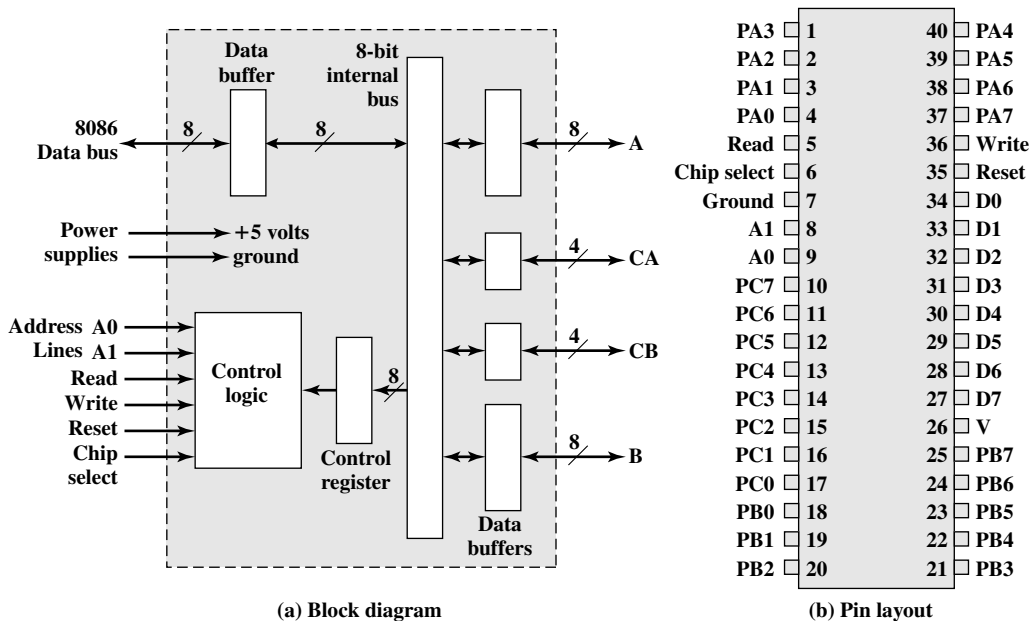 Data
buffer
8-bit
internal
bus
8086
Data bus
8
8
8
A
Power
supplies
+5 volts
ground
4
CA
Address A0
Lines A1
Read
Write
Reset
Chip
select
Control
logic
8
Control
register
4
CB
8
B
Data
buffers
(a) Block diagram
PA3 1 40 PA4
PA2 2 39 PA5
PA1 3 38 PA6
PA0 4 37 PA7
Read 5 36 Write
Chip select 6 35 Reset
Ground 7 34 D0
A1 8 33 D1
A0 9 32 D2
PC7 10 31 D3
PC6 11 30 D4
PC5 12 29 D5
PC4 13 28 D6
PC3 14 27 D7
PC2 15 26 V
PC1 16 25 PB7
PC0 17 24 PB6
PB0 18 23 PB5
PB1 19 22 PB4
PB2 20 21 PB3
(b) Pin layout